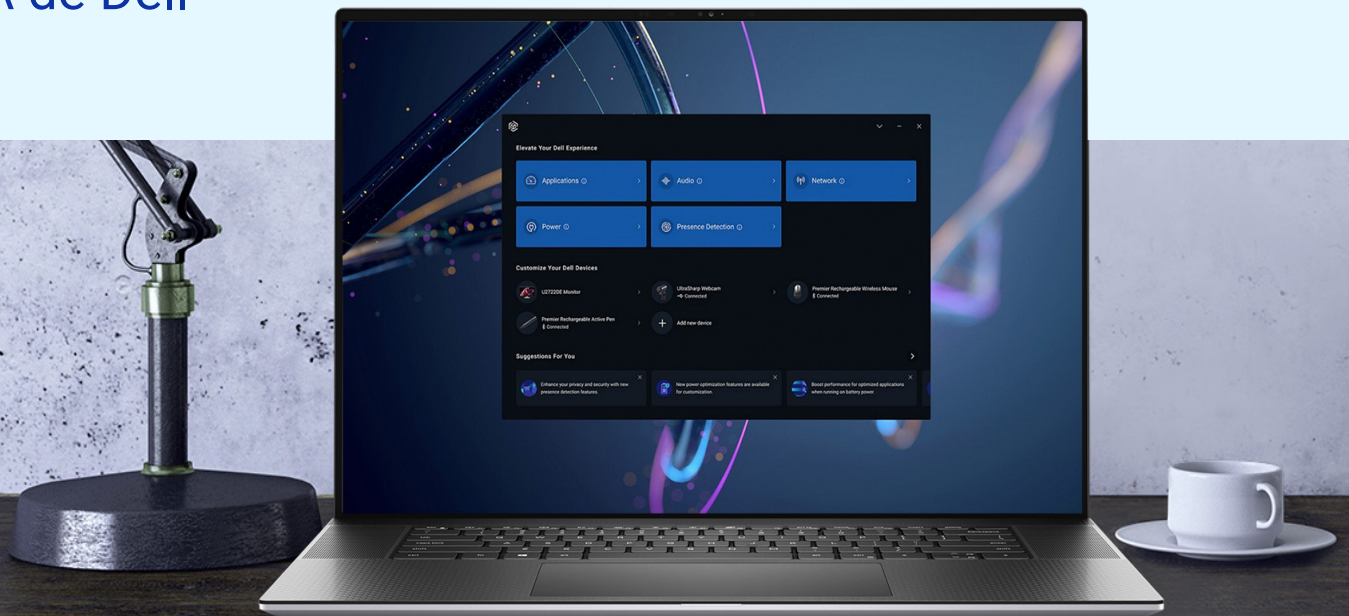 de Dell
Elevate Your Dell Experience
Applications
Audio
Network
Power
Presence Detection
Customize Your Dell Devices
U2722DE Monitor
UltraSharp Webcam
Connected
Premier Rechargeable Wireless Mouse
Connected
Premier Rechargeable Active Pen
Connected
Add new device
Suggestions For You
Enhance your privacy and security with new
presence detection features
New power optimization features are available
for customization
Boost performance for optimized applications
when running on battery power